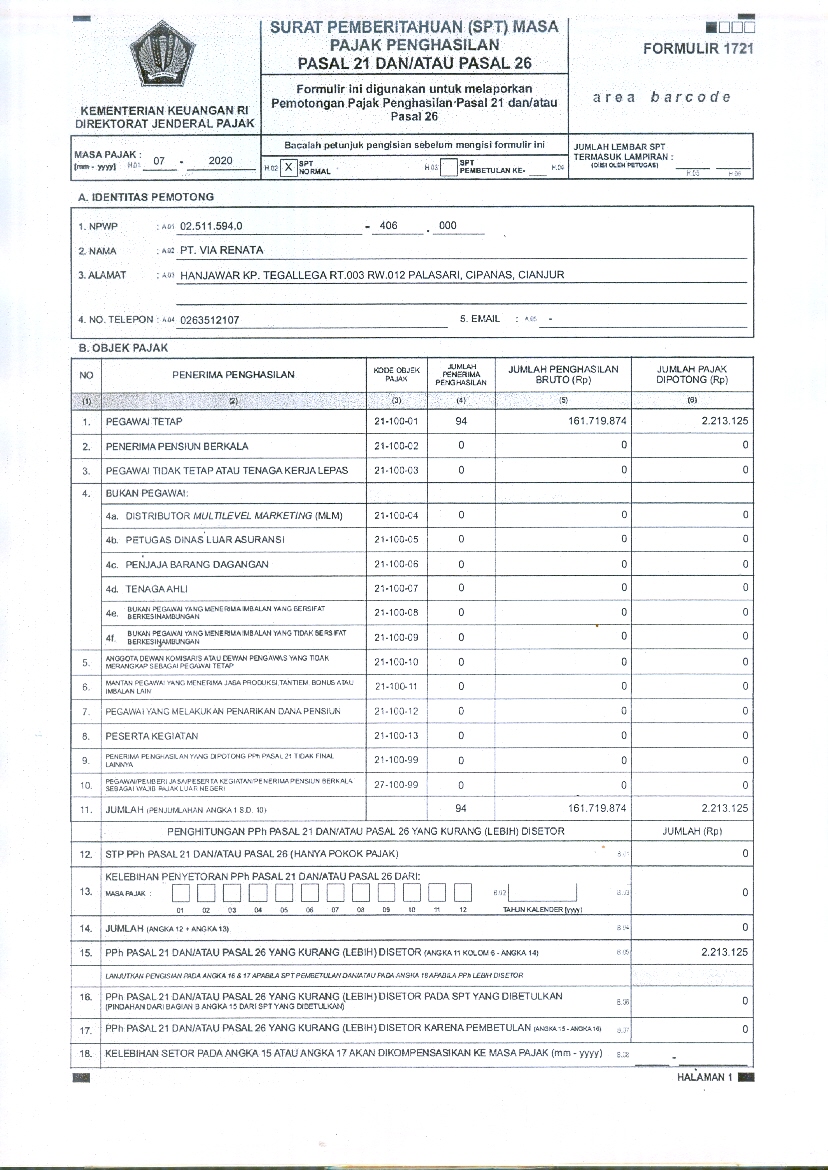 SURAT PEMBERITAHUAN (SPT) MASA
PAJAK PENGHASILAN
PASAL 21 DAN/ATAU PASAL 26
FORMULIR 1721
Formulir ini digunakan untuk melaporkan
Pemotongan Pajak Penghasilan Pasal 21 dan/atau
Pasal 26
area barcode
KEMENTERIAN KEUANGAN RI
DIREKTORAT JENDERAL PAJAK
Bacalah petunjuk pengisian sebelum mengisi formulir ini
MASA PAJAK :
[mm - yyyy] H.01 07 - 2020
H.02 X SPT NORMAL
H.03 SPT PEMBETULAN KE- H.04
JUMLAH LEMBAR SPT
TERMASUK LAMPIRAN :
(DIISI OLEH PETUGAS) H.05 H.06
A. IDENTITAS PEMOTONG
1. NPWP : A.01 02.511.594.0 - 406 . 000
2. NAMA : A.02 PT. VIA RENATA
3. ALAMAT : A.03 HANJAWAR KP. TEGALLEGA RT.003 RW.012 PALASARI, CIPANAS, CIANJUR
4. NO. TELEPON : A.04 0263512107 5. EMAIL : A.05 -
B. OBJEK PAJAK
NO PENERIMA PENGHASILAN KODE OBJEK PAJAK JUMLAH PENERIMA PENGHASILAN JUMLAH PENGHASILAN BRUTO (Rp) JUMLAH PAJAK DIPOTONG (Rp)
(1) (2) (3) (4) (5) (6)
1. PEGAWAI TETAP 21-100-01 94 161.719.874 2.213.125
2. PENERIMA PENSIUN BERKALA 21-100-02 0 0 0
3. PEGAWAI TIDAK TETAP ATAU TENAGA KERJA LEPAS 21-100-03 0 0 0
4. BUKAN PEGAWAI:
4a. DISTRIBUTOR MULTILEVEL MARKETING (MLM) 21-100-04 0 0 0
4b. PETUGAS DINAS LUAR ASURANSI 21-100-05 0 0 0
4c. PENJAJA BARANG DAGANGAN 21-100-06 0 0 0
4d. TENAGA AHLI 21-100-07 0 0 0
4e. BUKAN PEGAWAI YANG MENERIMA IMBALAN YANG BERSIFAT BERKESINAMBUNGAN 21-100-08 0 0 0
4f. BUKAN PEGAWAI YANG MENERIMA IMBALAN YANG TIDAK BERSIFAT BERKESINAMBUNGAN 21-100-09 0 0 0
5. ANGGOTA DEWAN KOMISARIS ATAU DEWAN PENGAWAS YANG TIDAK MERANGKAP SEBAGAI PEGAWAI TETAP 21-100-10 0 0 0
6. MANTAN PEGAWAI YANG MENERIMA JASA PRODUKSI, TANTIEM, BONUS ATAU IMBALAN LAIN 21-100-11 0 0 0
7. PEGAWAI YANG MELAKUKAN PENARIKAN DANA PENSIUN 21-100-12 0 0 0
8. PESERTA KEGIATAN 21-100-13 0 0 0
9. PENERIMA PENGHASILAN YANG DIPOTONG PPh PASAL 21 TIDAK FINAL LAINNYA 21-100-99 0 0 0
10. PEGAWAI/PEMBERI JASA/PESERTA KEGIATAN/PENERIMA PENSIUN BERKALA SEBAGAI WAJIB PAJAK LUAR NEGERI 27-100-99 0 0 0
11. JUMLAH (PENJUMLAHAN ANGKA 1 S.D. 10) 94 161.719.874 2.213.125
PENGHITUNGAN PPh PASAL 21 DAN/ATAU PASAL 26 YANG KURANG (LEBIH) DISETOR JUMLAH (Rp)
12. STP PPh PASAL 21 DAN/ATAU PASAL 26 (HANYA POKOK PAJAK) B.01 0
13. KELEBIHAN PENYETORAN PPh PASAL 21 DAN/ATAU PASAL 26 DARI:
MASA PAJAK : B.02 B.03 0
01 02 03 04 05 06 07 08 09 10 11 12 TAHUN KALENDER [yyyy]
14. JUMLAH (ANGKA 12 + ANGKA 13) B.04 0
15. PPh PASAL 21 DAN/ATAU PASAL 26 YANG KURANG (LEBIH) DISETOR (ANGKA 11 KOLOM 6 - ANGKA 14) B.05 2.213.125
LANJUTKAN PENGISIAN PADA ANGKA 16 & 17 APABILA SPT PEMBETULAN DAN/ATAU PADA ANGKA 18 APABILA PPh LEBIH DISETOR
16. PPh PASAL 21 DAN/ATAU PASAL 26 YANG KURANG (LEBIH) DISETOR PADA SPT YANG DIBETULKAN
(PINDAHAN DARI BAGIAN B ANGKA 15 DARI SPT YANG DIBETULKAN) B.06 0
17. PPh PASAL 21 DAN/ATAU PASAL 26 YANG KURANG (LEBIH) DISETOR KARENA PEMBETULAN (ANGKA 15 - ANGKA 16) B.07 0
18. KELEBIHAN SETOR PADA ANGKA 15 ATAU ANGKA 17 AKAN DIKOMPENSASIKAN KE MASA PAJAK (mm - yyyy) B.08 -
HALAMAN 1